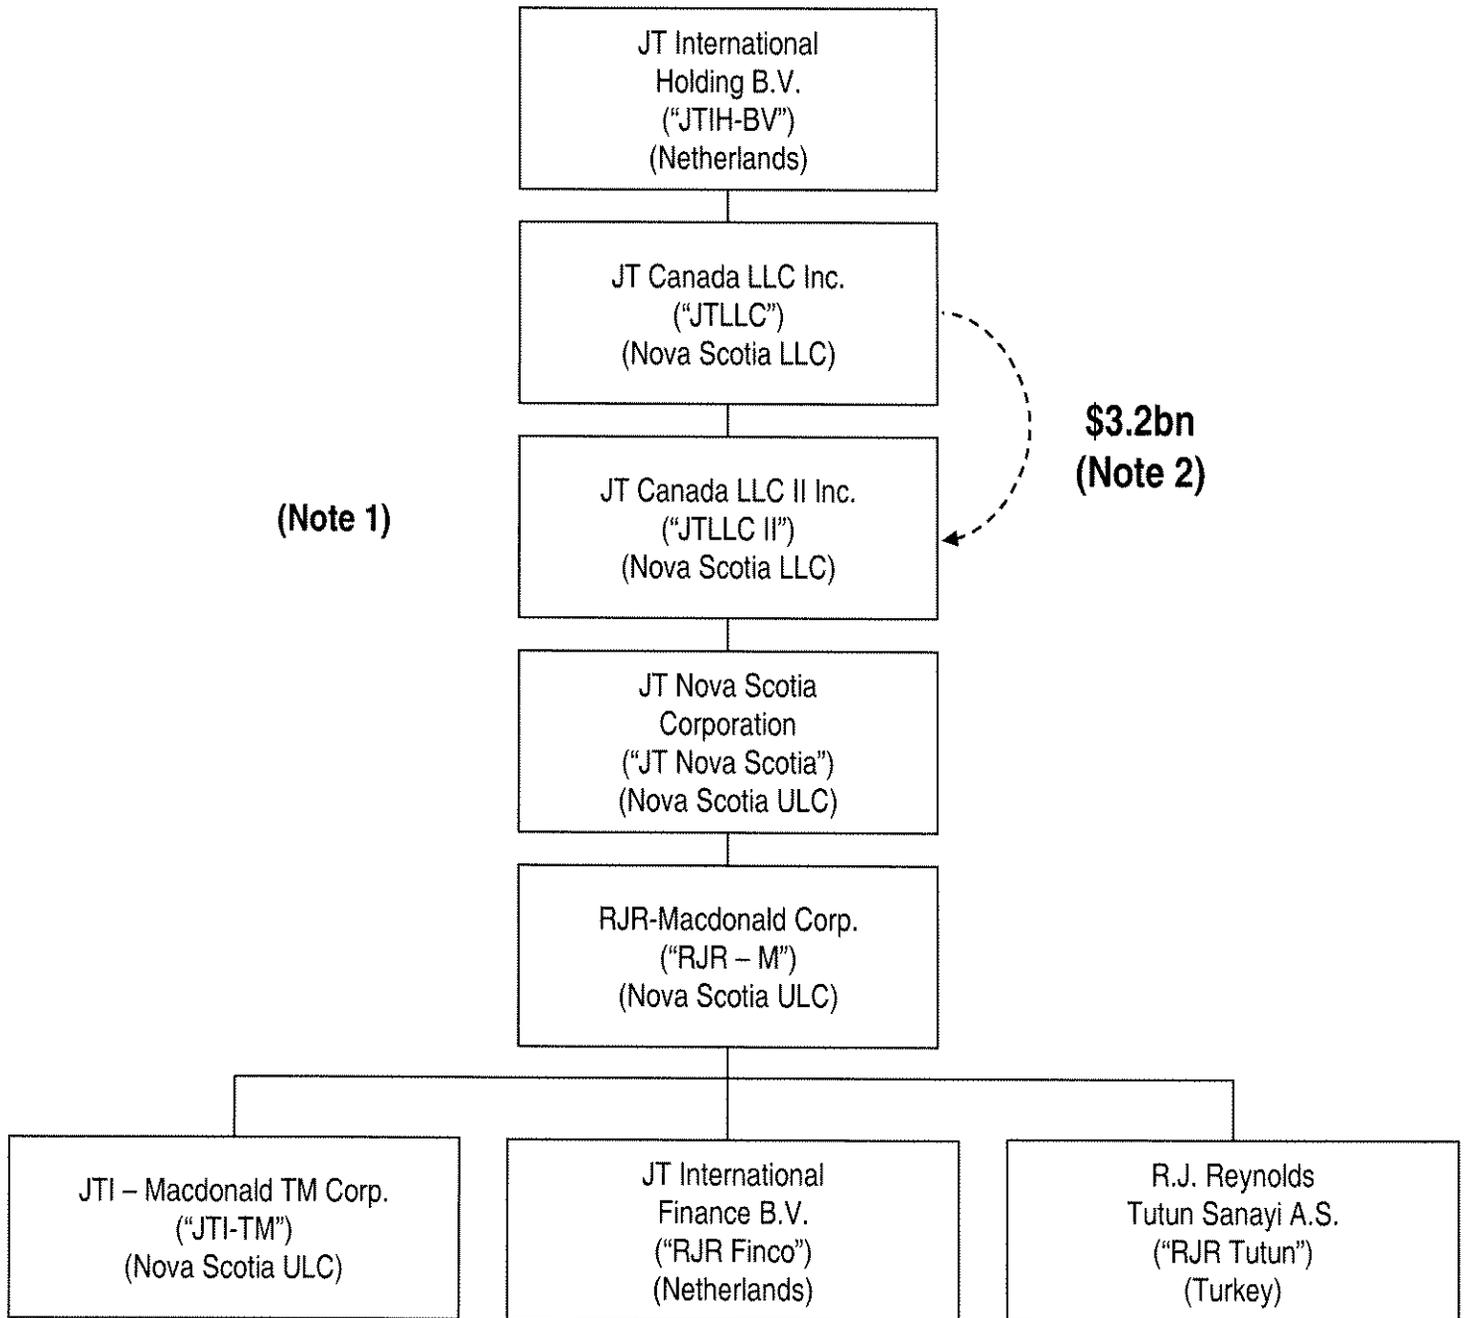 JT International
Holding B.V.
(“JTIH-BV”)
(Netherlands)
JT Canada LLC Inc.
(“JTLLC”)
(Nova Scotia LLC)
$3.2bn
(Note 2)
JT Canada LLC II Inc.
(“JTLLC II”)
(Nova Scotia LLC)
(Note 1)
JT Nova Scotia
Corporation
(“JT Nova Scotia”)
(Nova Scotia ULC)
RJR-Macdonald Corp.
(“RJR – M”)
(Nova Scotia ULC)
JTI – Macdonald TM Corp.
(“JTI-TM”)
(Nova Scotia ULC)
JT International
Finance B.V.
(“RJR Finco”)
(Netherlands)
R.J. Reynolds
Tutun Sanayi A.S.
(“RJR Tutun”)
(Turkey)